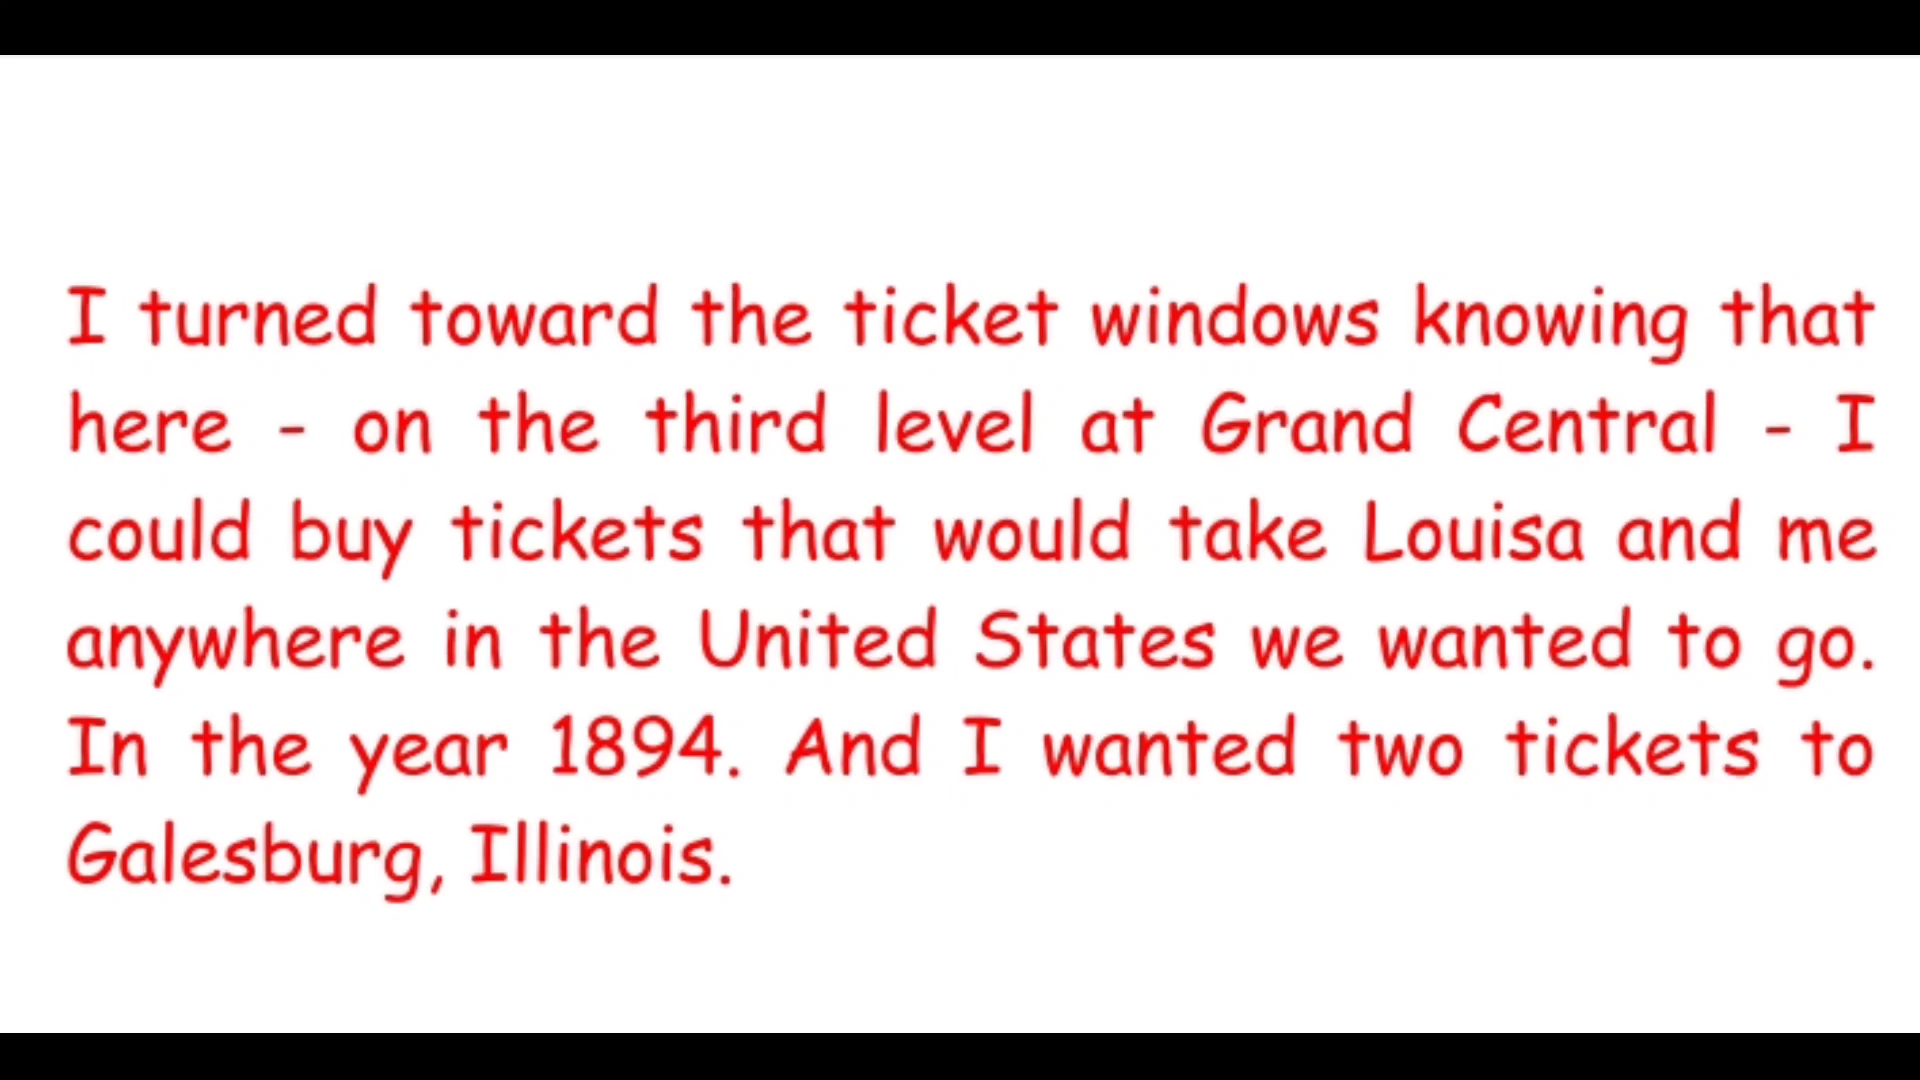 I turned toward the ticket windows knowing that
here - on the third level at Grand Central - I
could buy tickets that would take Louisa and me
anywhere in the United States we wanted to go.
In the year 1894. And I wanted two tickets to
Galesburg, Illinois.